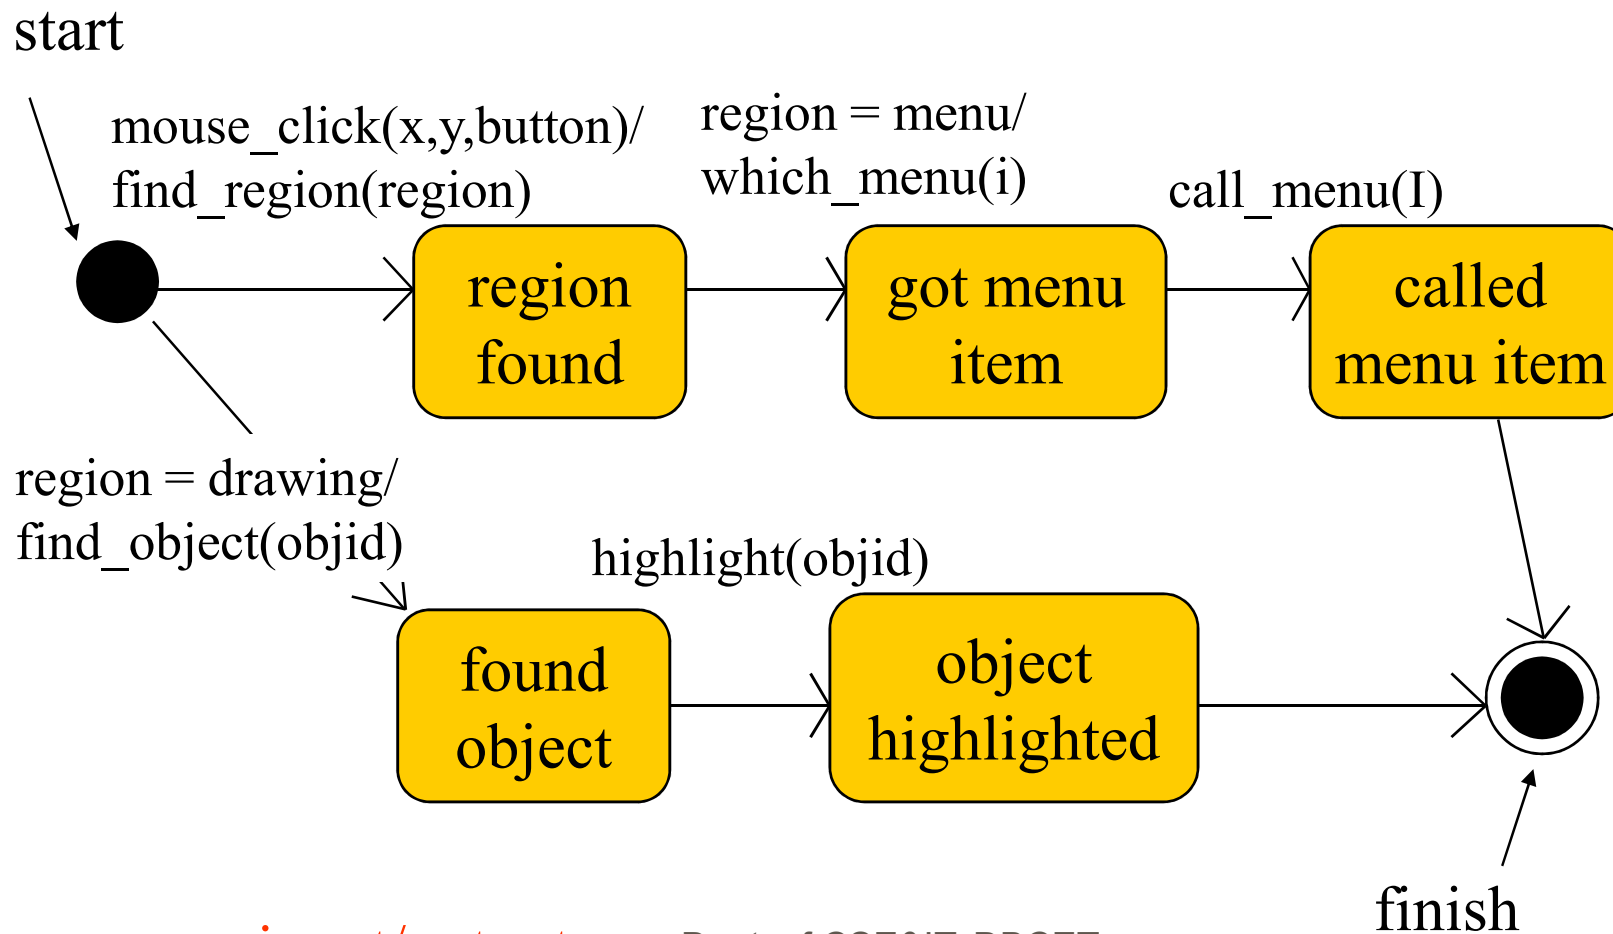 start
mouse_click(x,y,button)/
find_region(region)
region = menu/
which_menu(i)
call_menu(I)
region
found
got menu
item
called
menu item
region = drawing/
find_object(objid)
highlight(objid)
found
object
object
highlighted
finish